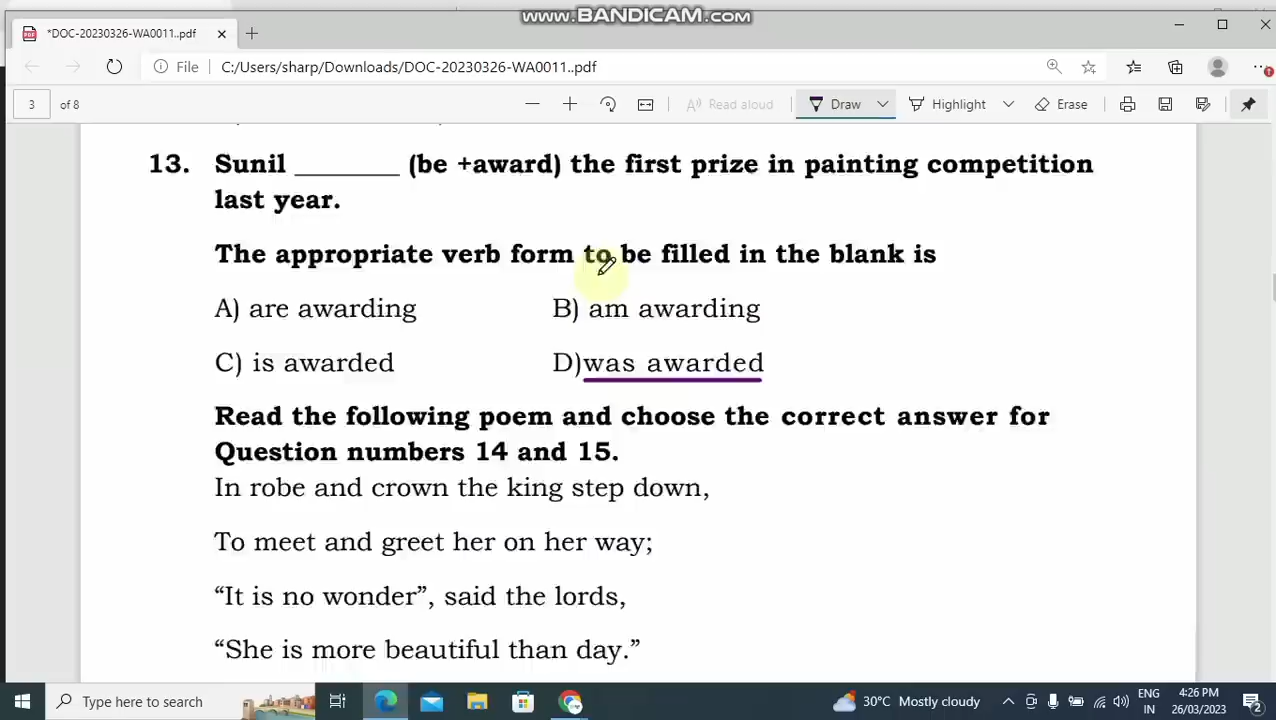 www.BANDICAM.com
*DOC-20230326-WA0011..pdf
File C:/Users/sharp/Downloads/DOC-20230326-WA0011..pdf
3 of 8 Read aloud Draw Highlight Erase
13. Sunil ________ (be +award) the first prize in painting competition
last year.
The appropriate verb form to be filled in the blank is
A) are awarding B) am awarding
C) is awarded D)was awarded
Read the following poem and choose the correct answer for
Question numbers 14 and 15.
In robe and crown the king step down,
To meet and greet her on her way;
“It is no wonder”, said the lords,
“She is more beautiful than day.”
Type here to search 30°C Mostly cloudy ENG 4:26 PM
IN 26/03/2023 2